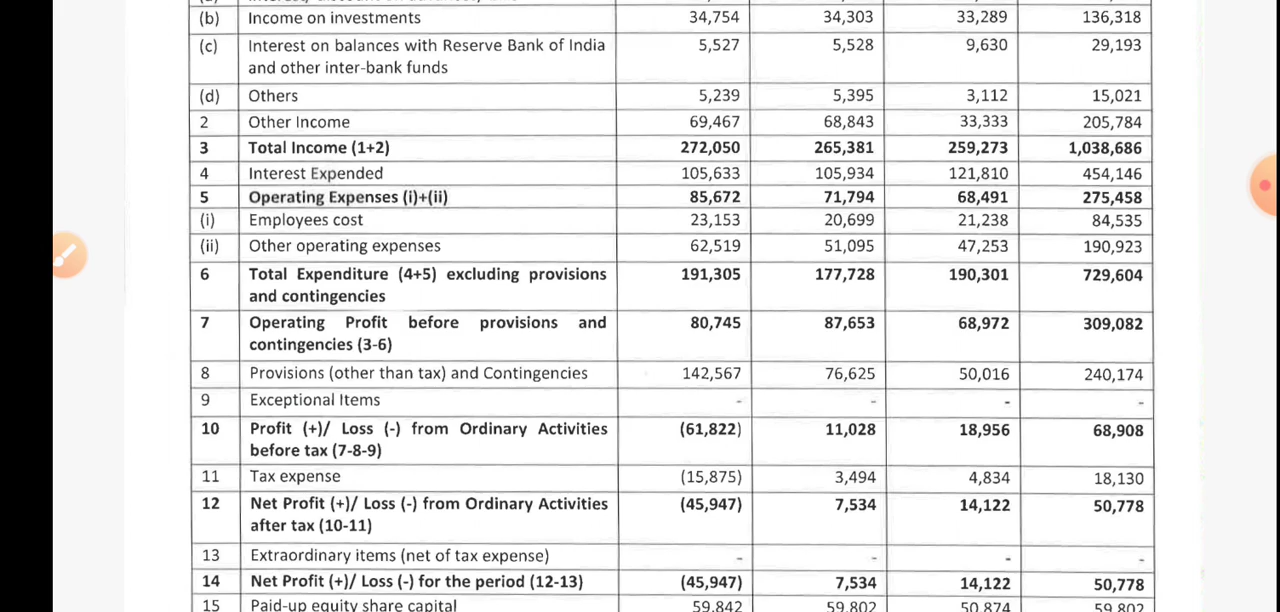 (b) Income on investments 34,754 34,303 33,289 136,318
(c) Interest on balances with Reserve Bank of India 5,527 5,528 9,630 29,193
and other inter-bank funds
(d) Others 5,239 5,395 3,112 15,021
2 Other Income 69,467 68,843 33,333 205,784
3 Total Income (1+2) 272,050 265,381 259,273 1,038,686
4 Interest Expended 105,633 105,934 121,810 454,146
5 Operating Expenses (i)+(ii) 85,672 71,794 68,491 275,458
(i) Employees cost 23,153 20,699 21,238 84,535
(ii) Other operating expenses 62,519 51,095 47,253 190,923
6 Total Expenditure (4+5) excluding provisions 191,305 177,728 190,301 729,604
and contingencies
7 Operating Profit before provisions and 80,745 87,653 68,972 309,082
contingencies (3-6)
8 Provisions (other than tax) and Contingencies 142,567 76,625 50,016 240,174
9 Exceptional Items - - - -
10 Profit (+)/ Loss (-) from Ordinary Activities (61,822) 11,028 18,956 68,908
before tax (7-8-9)
11 Tax expense (15,875) 3,494 4,834 18,130
12 Net Profit (+)/ Loss (-) from Ordinary Activities (45,947) 7,534 14,122 50,778
after tax (10-11)
13 Extraordinary items (net of tax expense) - - - -
14 Net Profit (+)/ Loss (-) for the period (12-13) (45,947) 7,534 14,122 50,778
15 Paid-up equity share capital 59,842 59,802 50,874 59,802